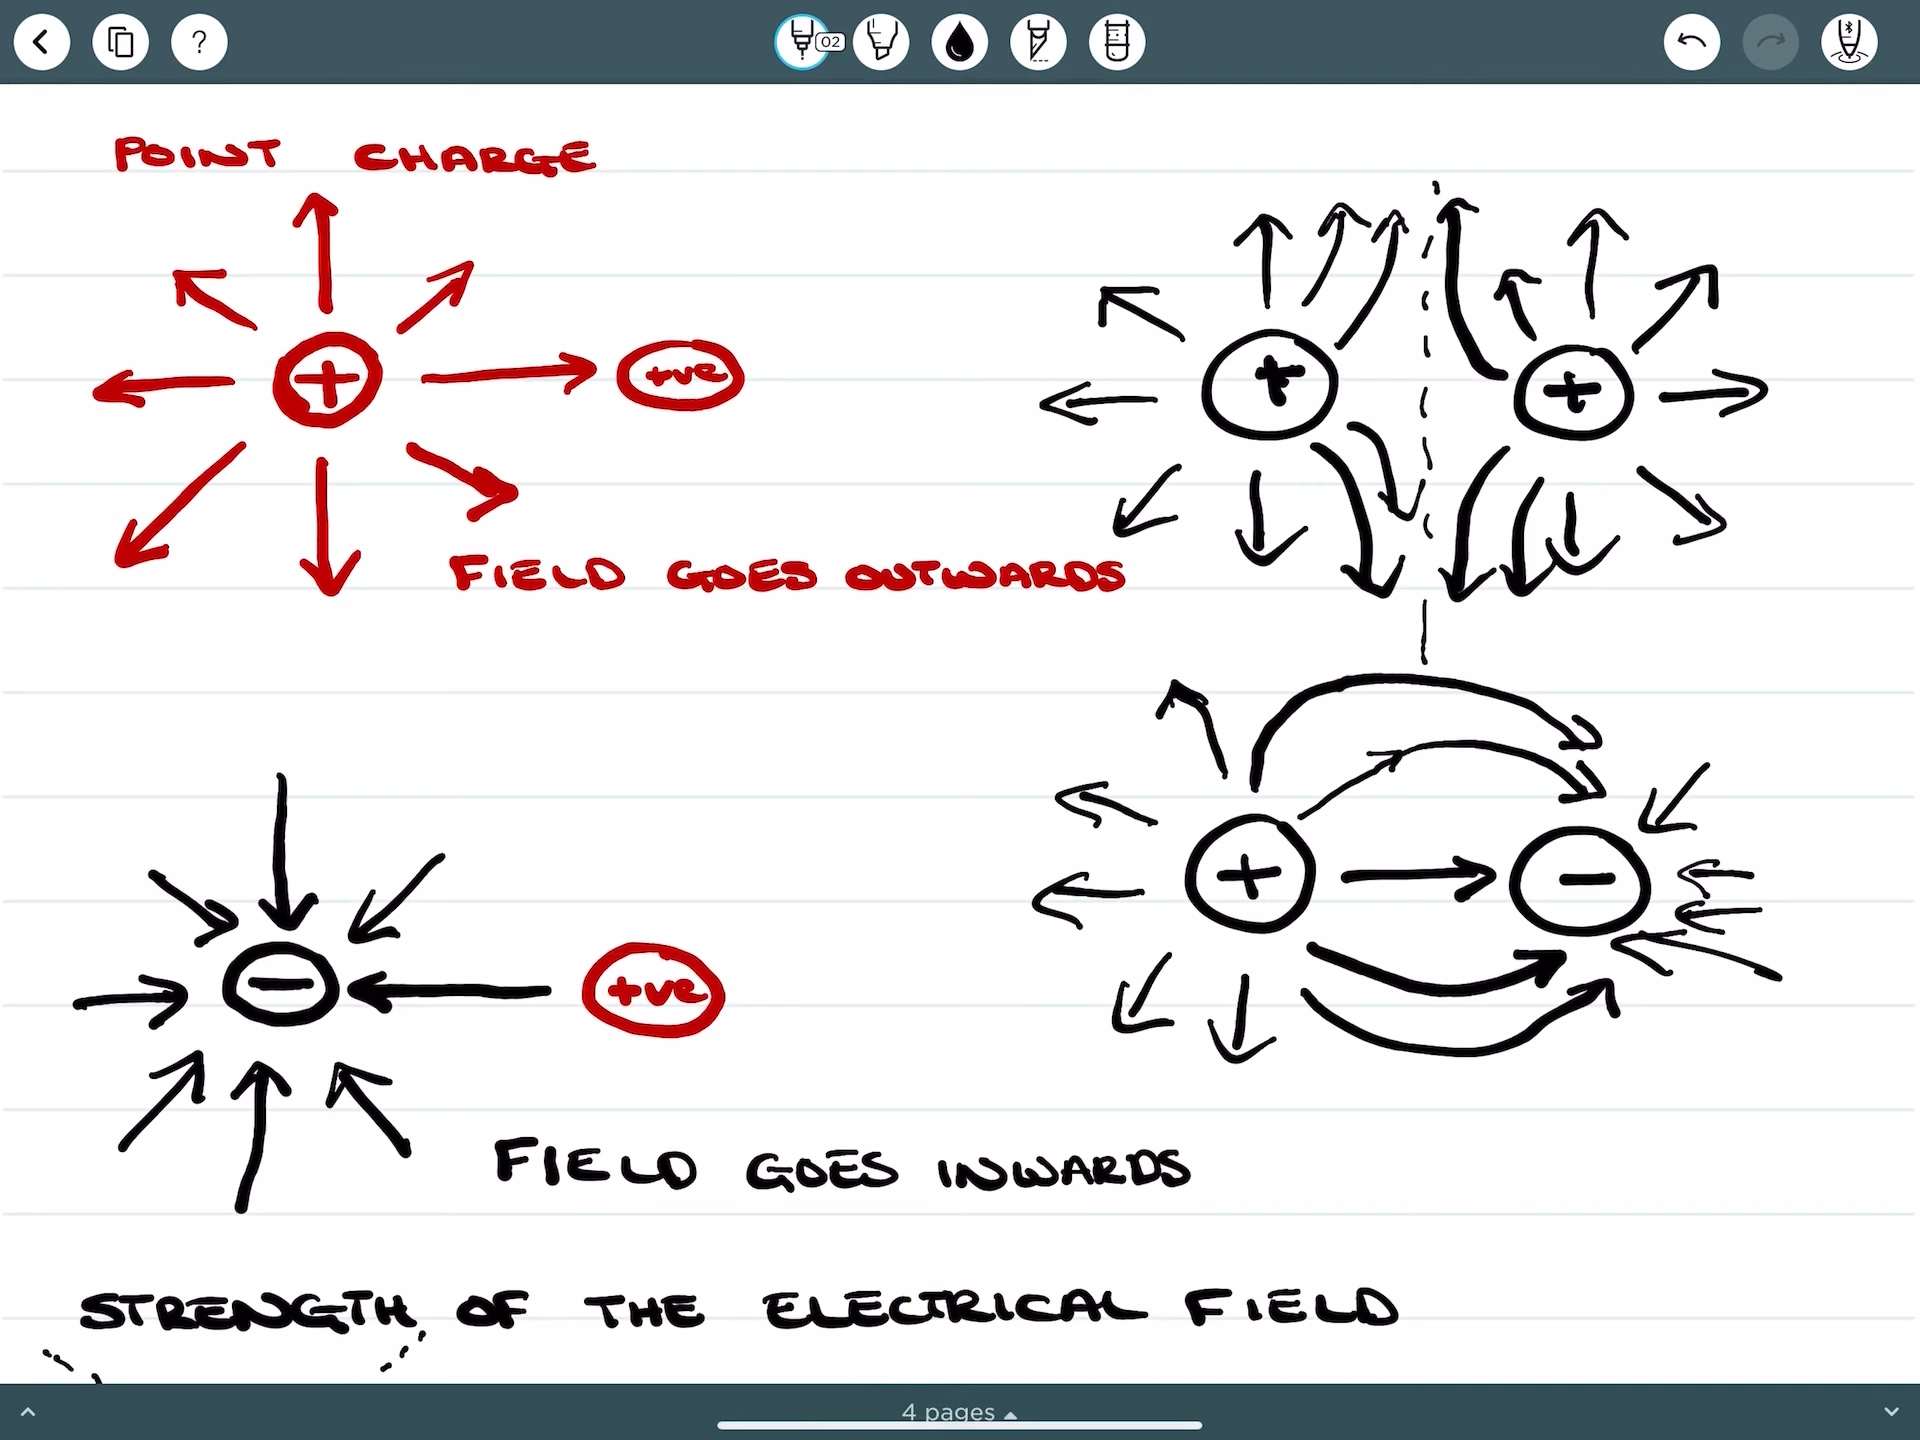 ?
02
POINT CHARGE
+
+ve
+
+
FIELD GOES OUTWARDS
+
−
−
+ve
FIELD GOES INWARDS
STRENGTH OF THE ELECTRICAL FIELD
4 pages